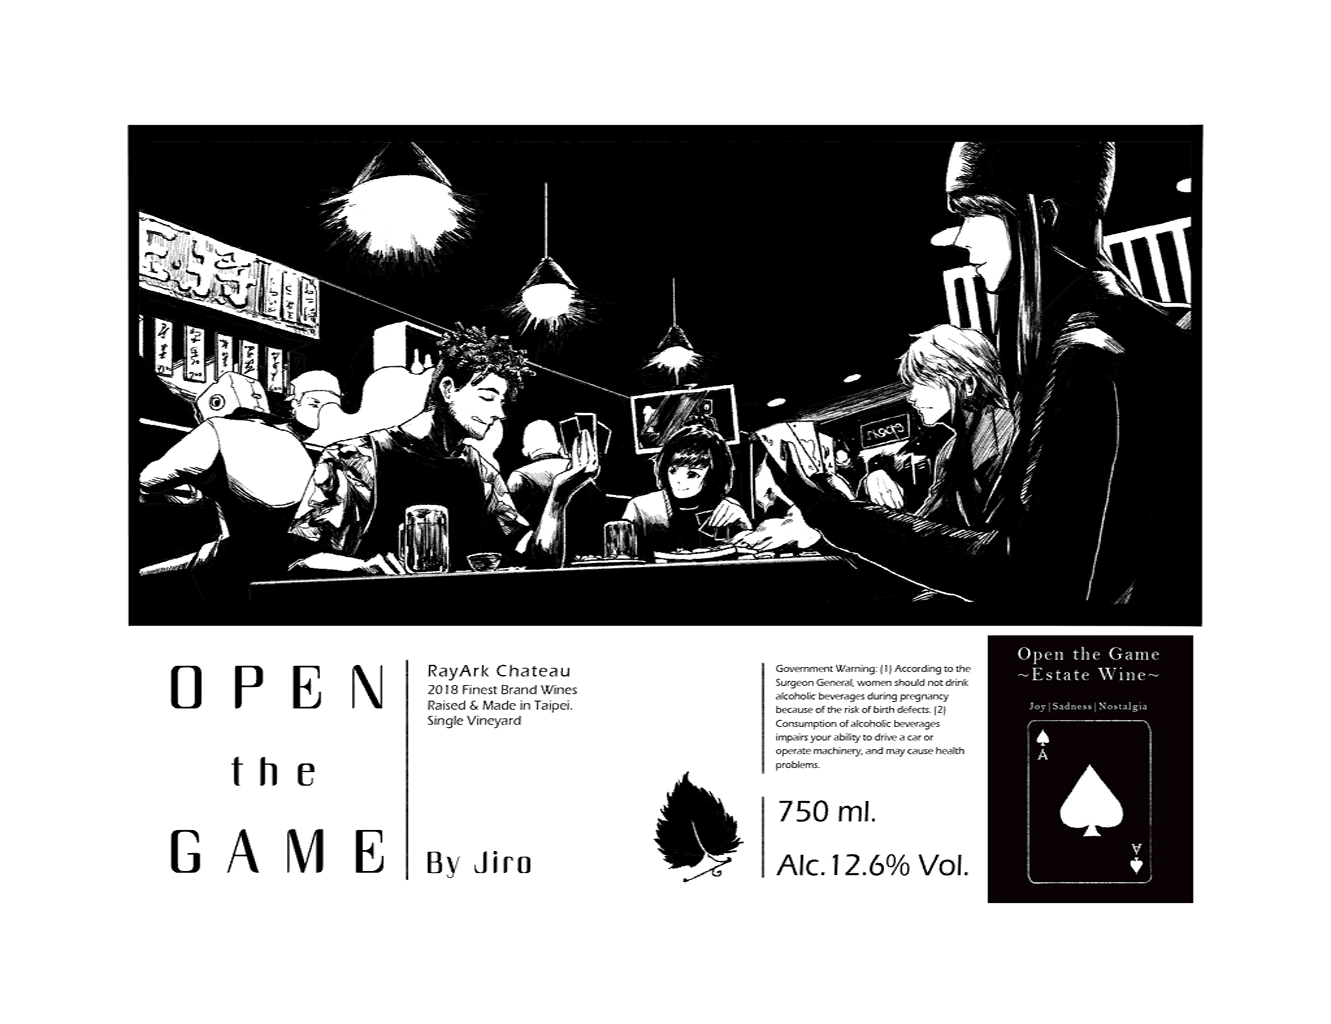 OPEN
the
GAME
RayArk Chateau
2018 Finest Brand Wines
Raised & Made in Taipei.
Single Vineyard
By Jiro
Government Warning: (1) According to the
Surgeon General, women should not drink
alcoholic beverages during pregnancy
because of the risk of birth defects. (2)
Consumption of alcoholic beverages
impairs your ability to drive a car or
operate machinery, and may cause health
problems.
750 ml.
Alc.12.6% Vol.
Open the Game
~Estate Wine~
Joy|Sadness|Nostalgia
A
A